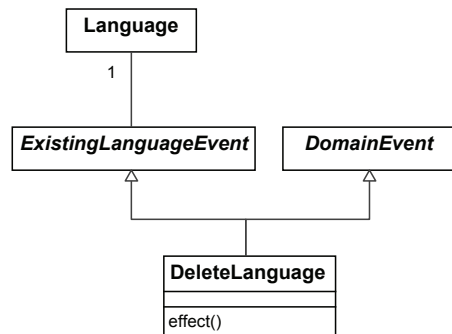 Language
1
ExistingLanguageEvent
DomainEvent
DeleteLanguage
effect()